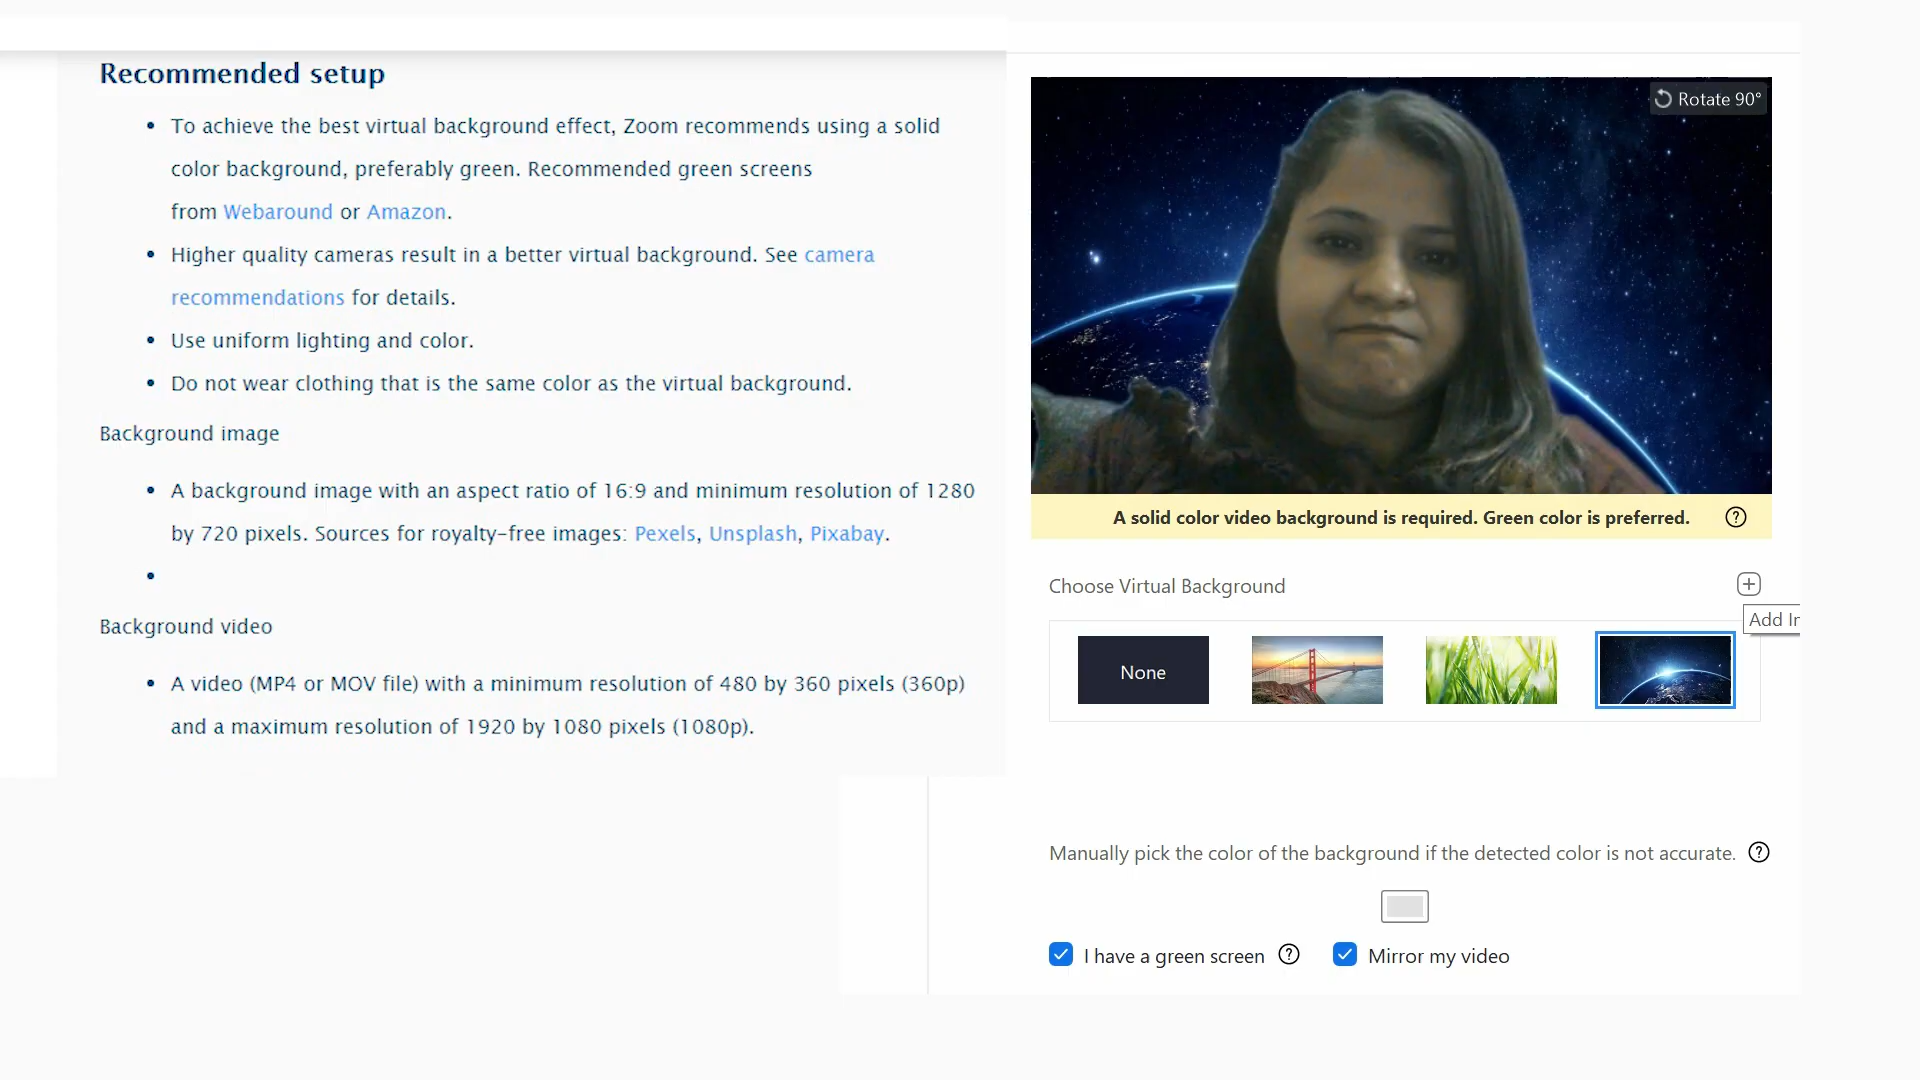 Recommended setup
• To achieve the best virtual background effect, Zoom recommends using a solid
color background, preferably green. Recommended green screens
from Webaround or Amazon.
• Higher quality cameras result in a better virtual background. See camera
recommendations for details.
• Use uniform lighting and color.
• Do not wear clothing that is the same color as the virtual background.
Background image
• A background image with an aspect ratio of 16:9 and minimum resolution of 1280
by 720 pixels. Sources for royalty-free images: Pexels, Unsplash, Pixabay.
•
Background video
• A video (MP4 or MOV file) with a minimum resolution of 480 by 360 pixels (360p)
and a maximum resolution of 1920 by 1080 pixels (1080p).
Rotate 90°
A solid color video background is required. Green color is preferred.
Choose Virtual Background
Add
None
Manually pick the color of the background if the detected color is not accurate.
I have a green screen
Mirror my video